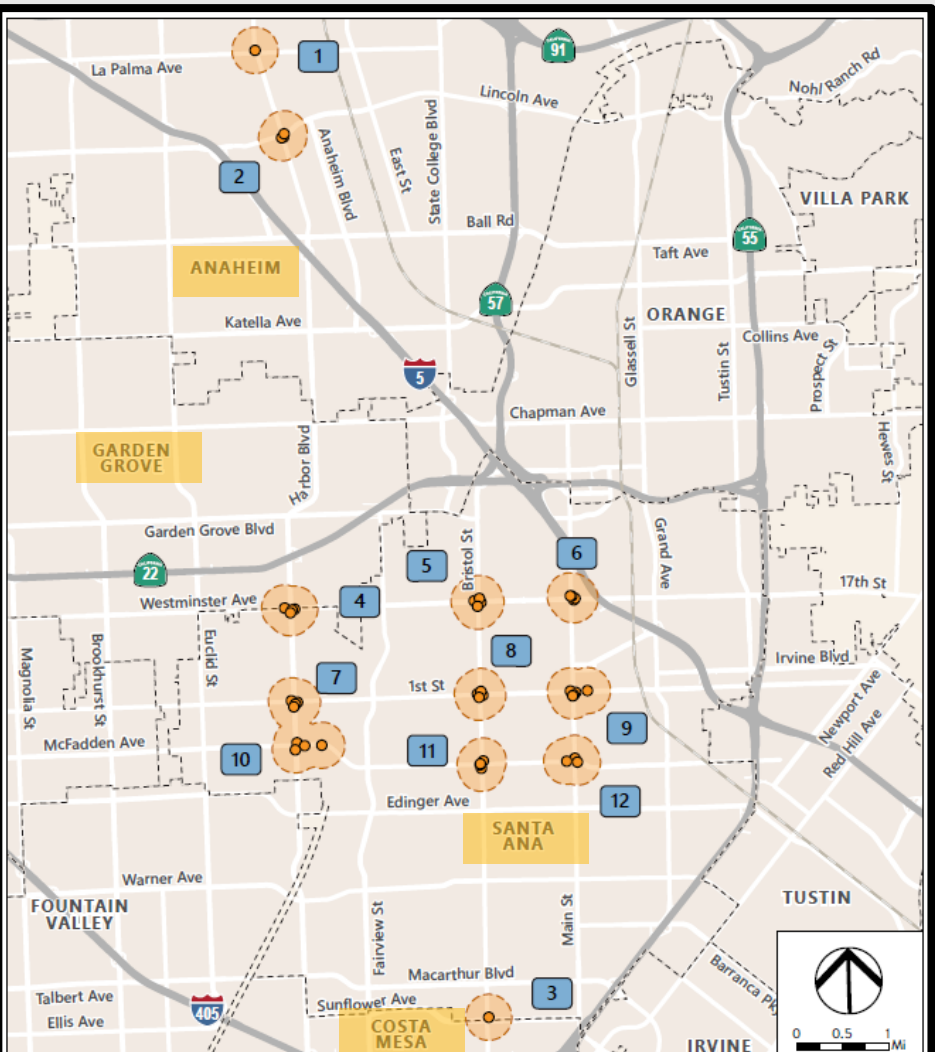 1
CALIFORNIA
91
La Palma Ave
Nohl Ranch Rd
Lincoln Ave
Anaheim Blvd
East St
State College Blvd
2
VILLA PARK
Ball Rd
CALIFORNIA
55
Taft Ave
ANAHEIM
CALIFORNIA
57
ORANGE
Katella Ave
Glassell St
Tustin St
Collins Ave
Prospect St
5
Chapman Ave
Hewes St
GARDEN
GROVE
Harbor Blvd
Garden Grove Blvd
Bristol St
Grand Ave
CALIFORNIA
22
5
6
17th St
Westminster Ave
4
Euclid St
Brookhurst St
Magnolia St
8
Irvine Blvd
7
1st St
Newport Ave
Red Hill Ave
McFadden Ave
10
11
9
Edinger Ave
12
SANTA
ANA
Warner Ave
FOUNTAIN
VALLEY
TUSTIN
Fairview St
Main St
Macarthur Blvd
3
Barranca Pk
Talbert Ave
Sunflower Ave
405
Ellis Ave
COSTA
MESA
IRVINE
0 0.5 1
Mi